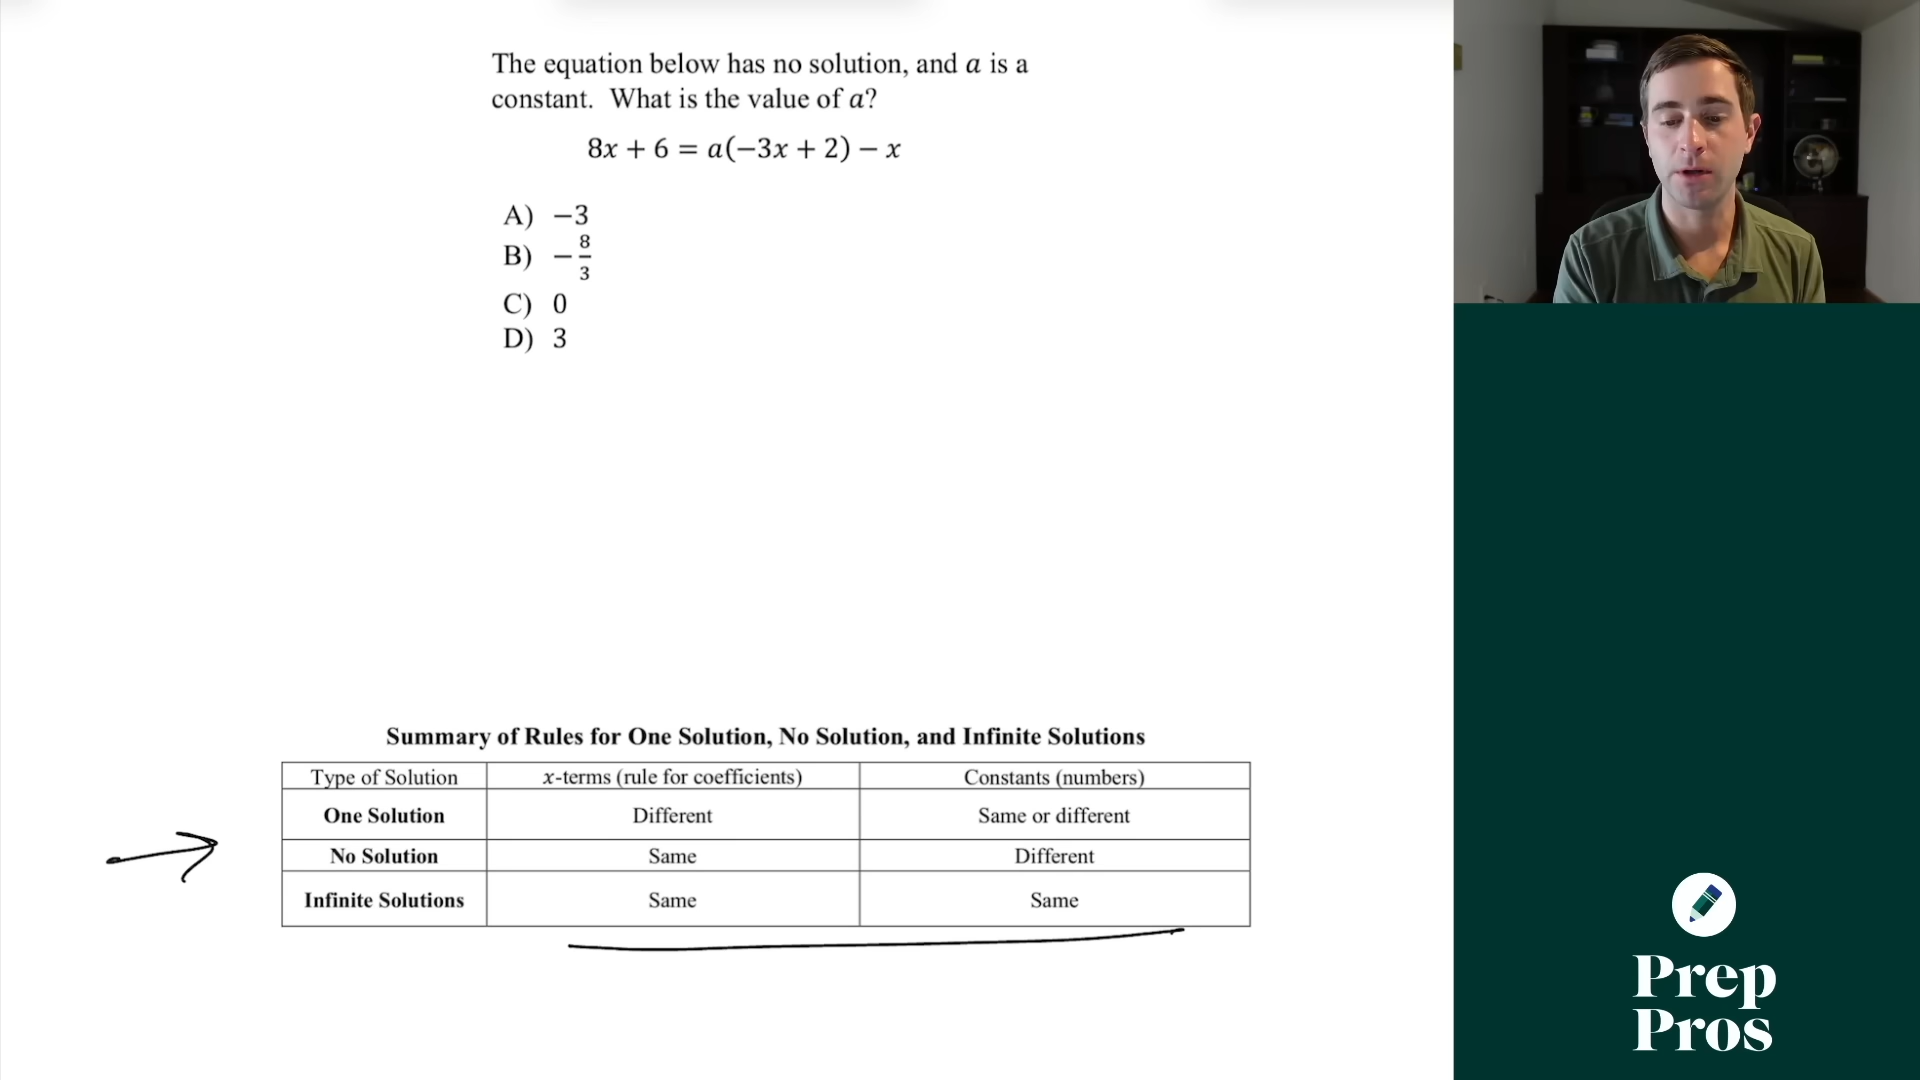 The equation below has no solution, and a is a
constant. What is the value of a?
8x + 6 = a(−3x + 2) − x
A) −3
B) −8/3
C) 0
D) 3
Summary of Rules for One Solution, No Solution, and Infinite Solutions
Type of Solution x-terms (rule for coefficients) Constants (numbers)
One Solution Different Same or different
No Solution Same Different
Infinite Solutions Same Same
Prep
Pros